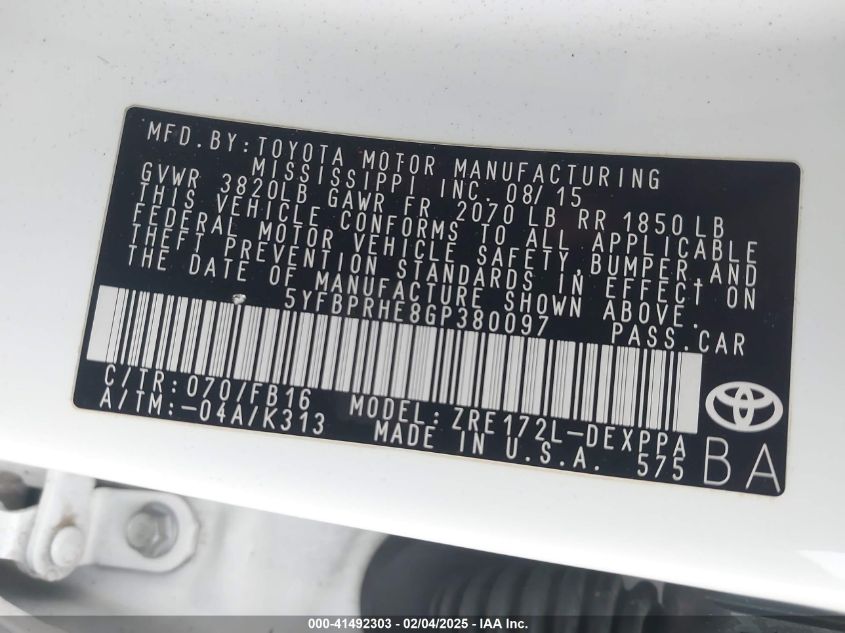 MFD.BY:TOYOTA MOTOR MANUFACTURING
MISSISSIPPI INC. 08/15
GVWR 3820LB GAWR FR 2070 LB RR 1850 LB
THIS VEHICLE CONFORMS TO ALL APPLICABLE
FEDERAL MOTOR VEHICLE SAFETY,BUMPER,AND
THEFT PREVENTION STANDARDS IN EFFECT ON
THE DATE OF MANUFACTURE SHOWN ABOVE.
5YFBPRHE8GP380097 PASS.CAR
C/TR:070/FB16 MODEL:ZRE172L-DEXPPA
A/TM:-04A/K313 MADE IN U.S.A. 575
BA
000-41492303 - 02/04/2025 - IAA Inc.